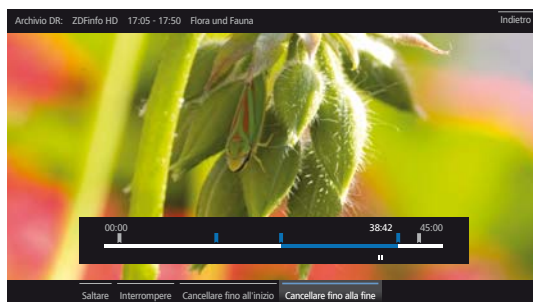 Archivio DR: ZDFinfo HD 17:05 - 17:50 Flora und Fauna Indietro
00:00 38:42 45:00
Saltare Interrompere Cancellare fino all'inizio Cancellare fino alla fine